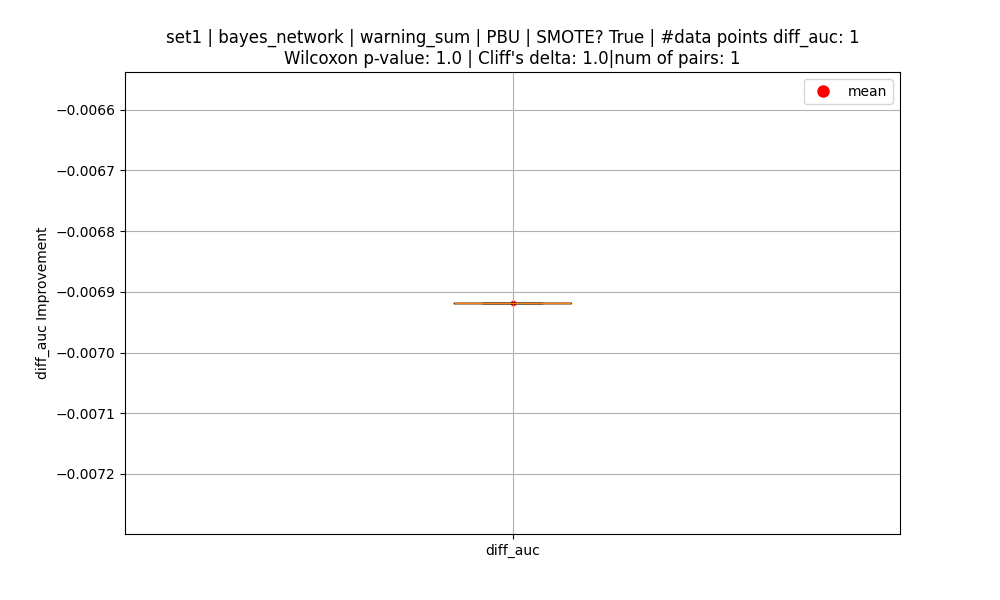 set1 | bayes_network | warning_sum | PBU | SMOTE? True | #data points diff_auc: 1
Wilcoxon p-value: 1.0 | Cliff's delta: 1.0|num of pairs: 1
mean
−0.0066
−0.0067
−0.0068
−0.0069
−0.0070
−0.0071
−0.0072
diff_auc Improvement
diff_auc